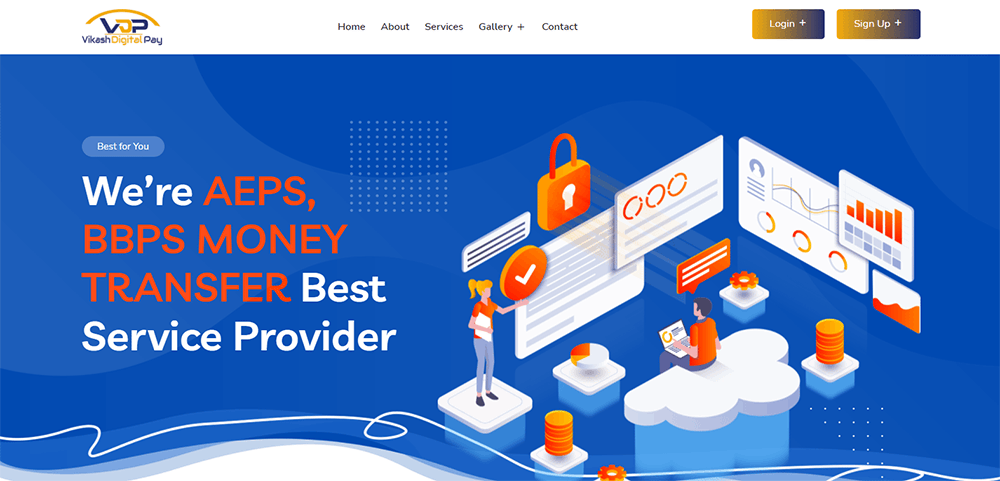 VDP
Vikash Digital Pay
Home About Services Gallery + Contact
Login +
Sign Up +
Best for You
We're AEPS,
BBPS MONEY
TRANSFER Best
Service Provider